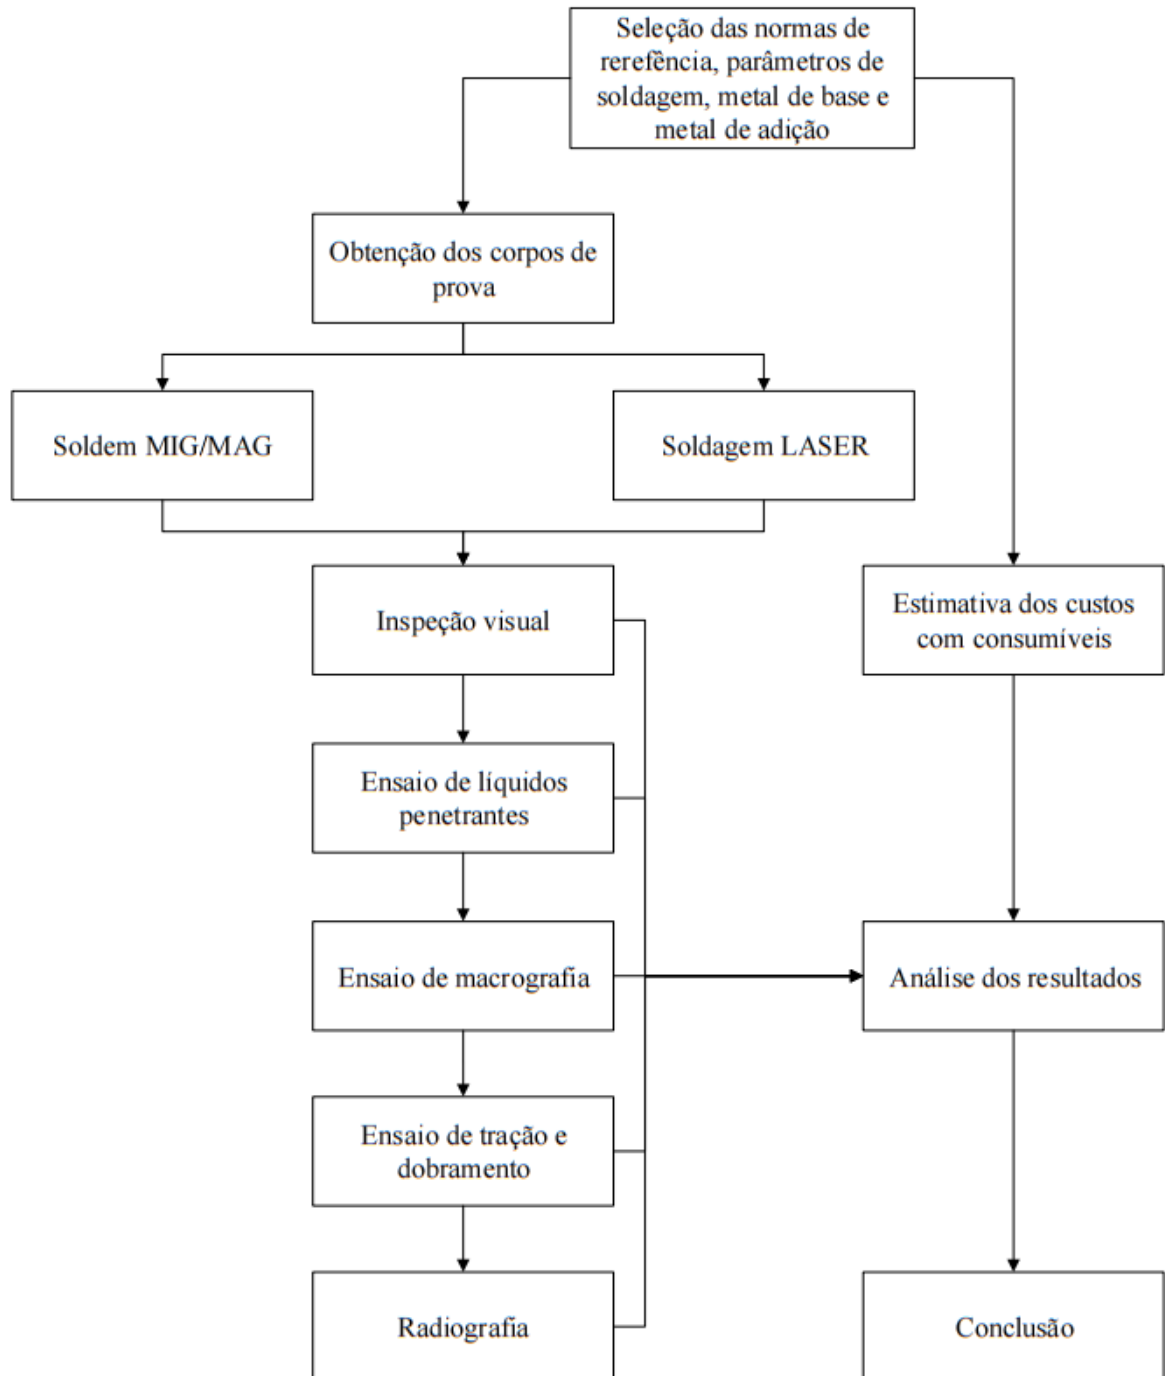 Seleção das normas de
rerefência, parâmetros de
soldagem, metal de base e
metal de adição
Obtenção dos corpos de
prova
Soldem MIG/MAG
Soldagem LASER
Inspeção visual
Estimativa dos custos
com consumíveis
Ensaio de líquidos
penetrantes
Ensaio de macrografia
Análise dos resultados
Ensaio de tração e
dobramento
Radiografia
Conclusão